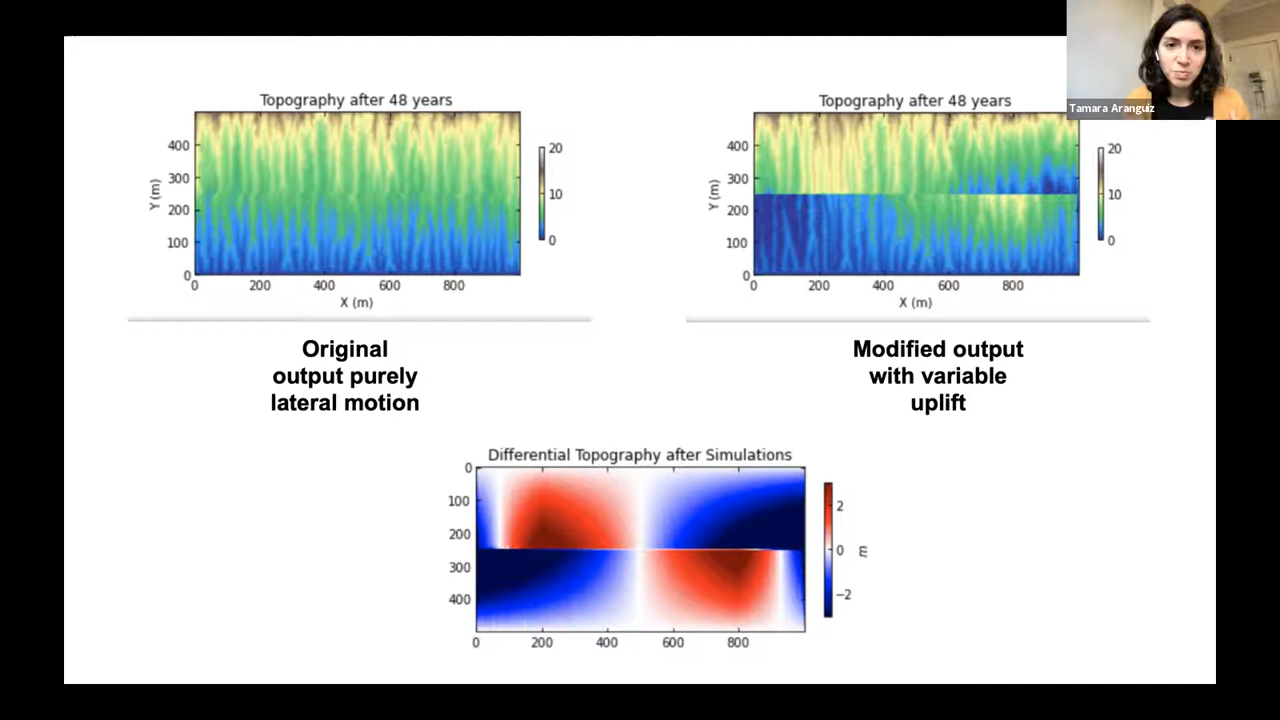 Tamara Aranguiz
Topography after 48 years
Y (m)
400
300
200
100
0
0 200 400 600 800
X (m)
20
10
0
Topography after 48 years
Y (m)
400
300
200
100
0
0 200 400 600 800
X (m)
20
10
0
Original
output purely
lateral motion
Modified output
with variable
uplift
Differential Topography after Simulations
0
100
200
300
400
0 200 400 600 800
2
0
−2
m